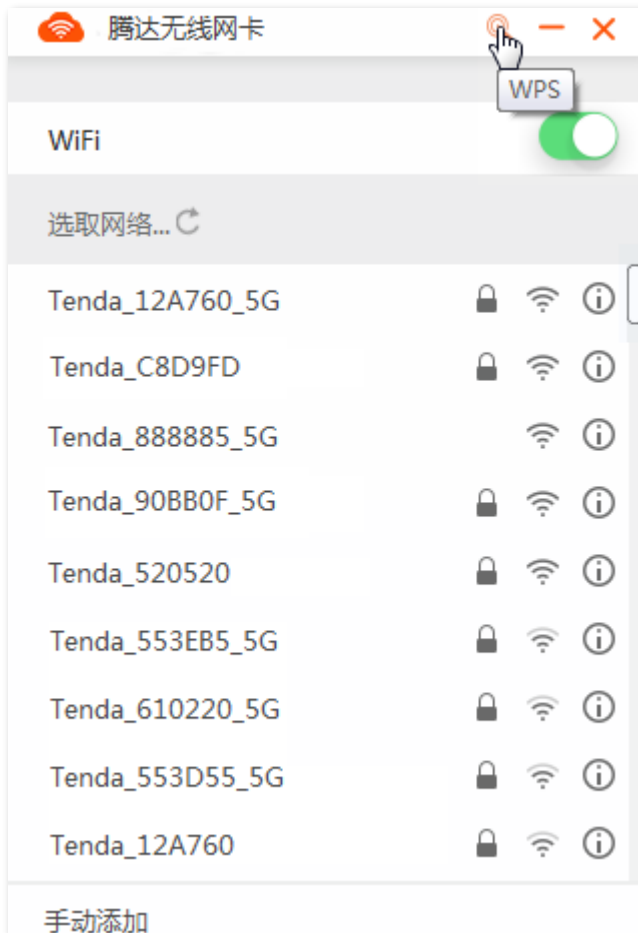 腾达无线网卡
WPS
WiFi
选取网络...
Tenda_12A760_5G
Tenda_C8D9FD
Tenda_888885_5G
Tenda_90BB0F_5G
Tenda_520520
Tenda_553EB5_5G
Tenda_610220_5G
Tenda_553D55_5G
Tenda_12A760
手动添加